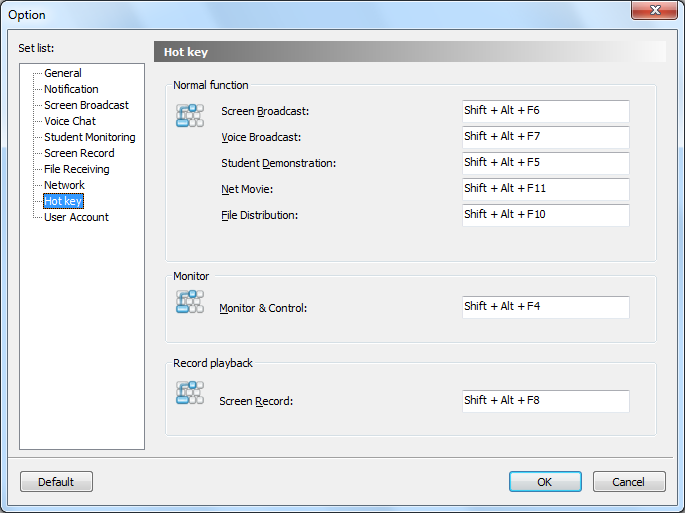 Option
Set list:
General
Notification
Screen Broadcast
Voice Chat
Student Monitoring
Screen Record
File Receiving
Network
Hot key
User Account
Hot key
Normal function
Screen Broadcast: Shift + Alt + F6
Voice Broadcast: Shift + Alt + F7
Student Demonstration: Shift + Alt + F5
Net Movie: Shift + Alt + F11
File Distribution: Shift + Alt + F10
Monitor
Monitor & Control: Shift + Alt + F4
Record playback
Screen Record: Shift + Alt + F8
Default OK Cancel